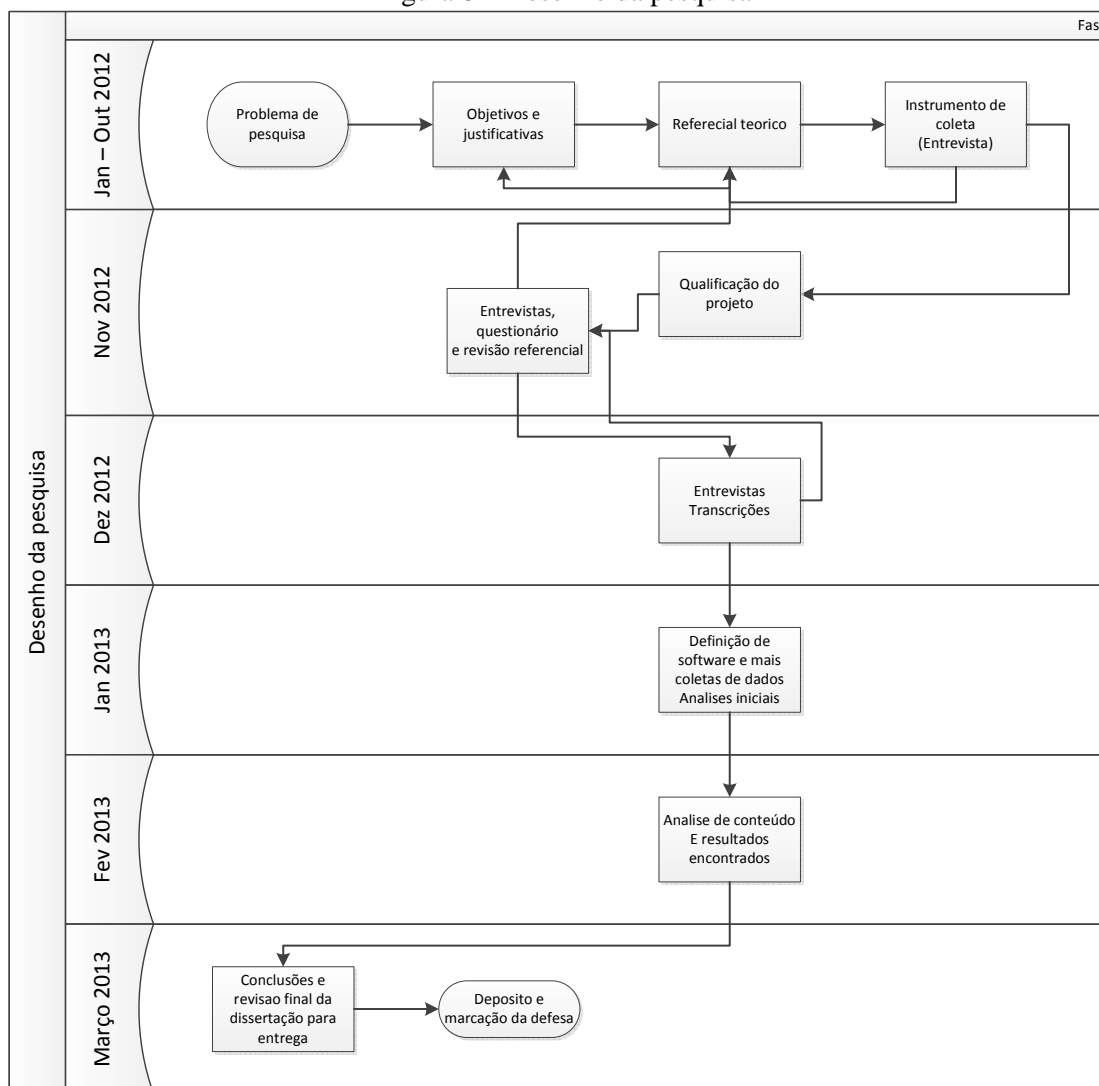 Fas
Desenho da pesquisa
Jan – Out 2012
Problema de
pesquisa
Objetivos e
justificativas
Referecial teorico
Instrumento de
coleta
(Entrevista)
Nov 2012
Qualificação do
projeto
Entrevistas,
questionário
e revisão referencial
Dez 2012
Entrevistas
Transcrições
Jan 2013
Definição de
software e mais
coletas de dados
Analises iniciais
Fev 2013
Analise de conteúdo
E resultados
encontrados
Março 2013
Conclusões e
revisao final da
dissertação para
entrega
Deposito e
marcação da defesa